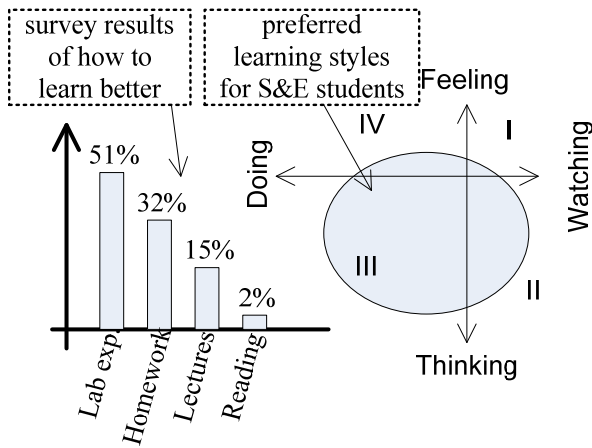 survey results
of how to
learn better
preferred
learning styles
for S&E students
Feeling
IV
I
Doing
Watching
III
II
Thinking
51%
32%
15%
2%
Lab exp.
Homework
Lectures
Reading